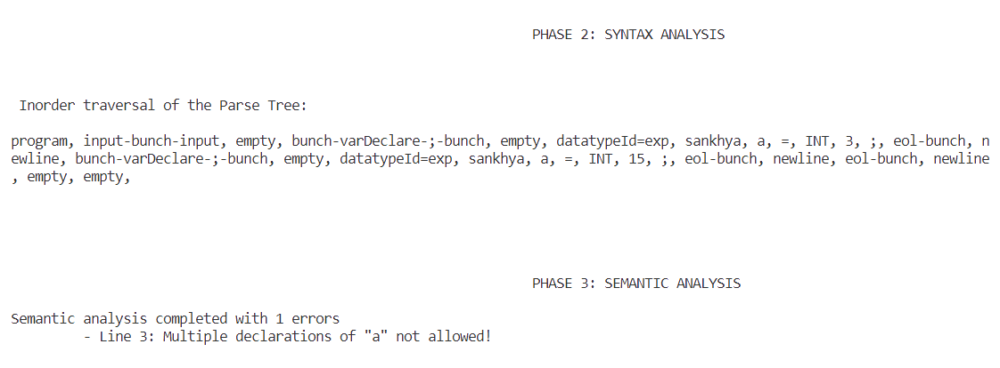 PHASE 2: SYNTAX ANALYSIS
Inorder traversal of the Parse Tree:
program, input-bunch-input, empty, bunch-varDeclare-;-bunch, empty, datatypeId=exp, sankhya, a, =, INT, 3, ;, eol-bunch, n
ewline, bunch-varDeclare-;-bunch, empty, datatypeId=exp, sankhya, a, =, INT, 15, ;, eol-bunch, newline, eol-bunch, newline
, empty, empty,
PHASE 3: SEMANTIC ANALYSIS
Semantic analysis completed with 1 errors
- Line 3: Multiple declarations of "a" not allowed!